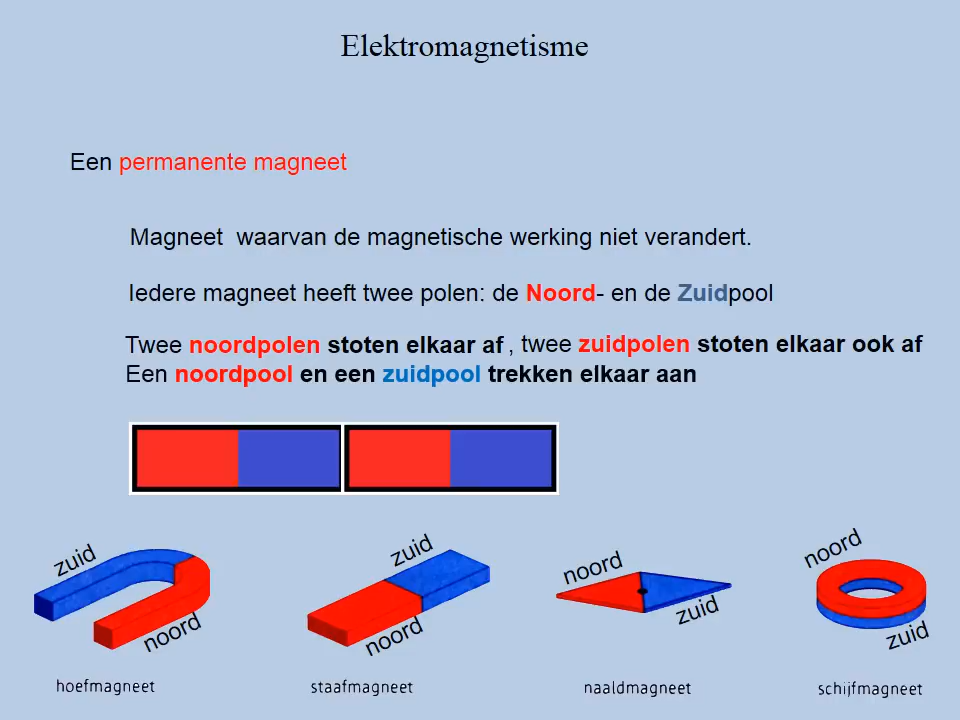 Elektromagnetisme
Een permanente magneet
Magneet  waarvan de magnetische werking niet verandert.
Iedere magneet heeft twee polen: de Noord- en de Zuidpool
Twee noordpolen stoten elkaar af , twee zuidpolen stoten elkaar ook af
Een noordpool en een zuidpool trekken elkaar aan
zuid
noord
hoefmagneet
zuid
noord
staafmagneet
noord
zuid
naaldmagneet
noord
zuid
schijfmagneet